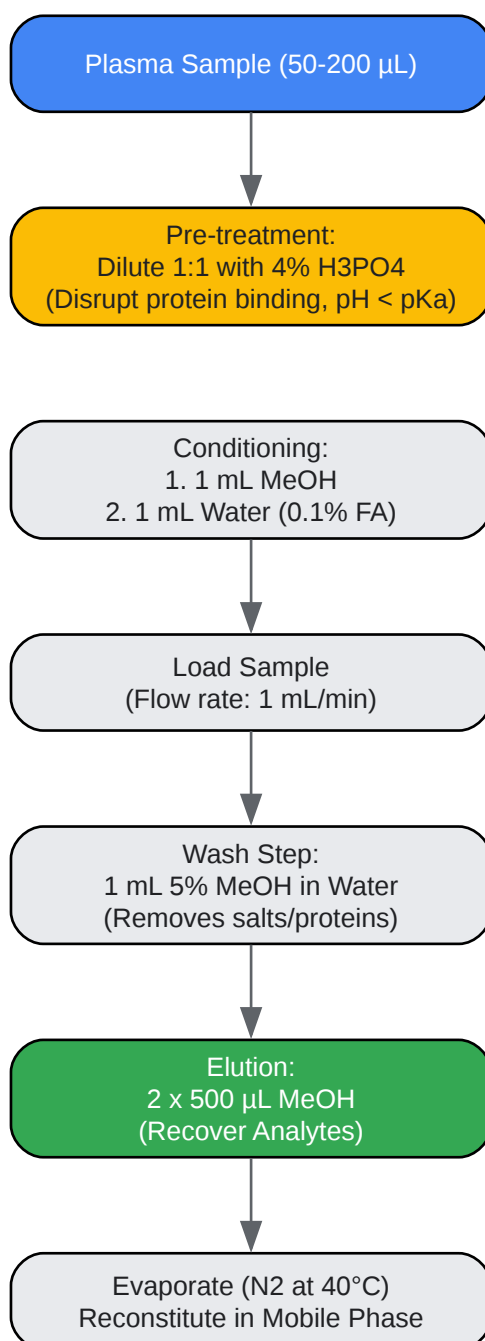 Plasma Sample (50-200 µL)
Pre-treatment:
Dilute 1:1 with 4% H3PO4
(Disrupt protein binding, pH < pKa)
Conditioning:
1. 1 mL MeOH
2. 1 mL Water (0.1% FA)
Load Sample
(Flow rate: 1 mL/min)
Wash Step:
1 mL 5% MeOH in Water
(Removes salts/proteins)
Elution:
2 x 500 µL MeOH
(Recover Analytes)
Evaporate (N2 at 40°C)
Reconstitute in Mobile Phase